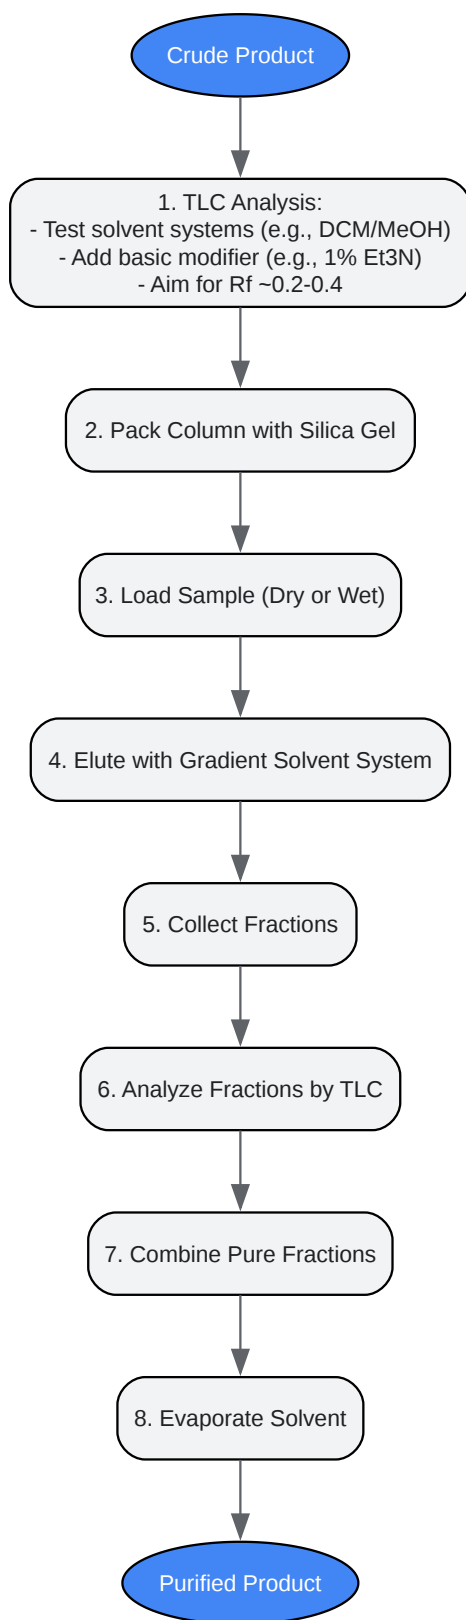 Crude Product
1. TLC Analysis:
- Test solvent systems (e.g., DCM/MeOH)
- Add basic modifier (e.g., 1% Et3N)
- Aim for Rf ~0.2-0.4
2. Pack Column with Silica Gel
3. Load Sample (Dry or Wet)
4. Elute with Gradient Solvent System
5. Collect Fractions
6. Analyze Fractions by TLC
7. Combine Pure Fractions
8. Evaporate Solvent
Purified Product